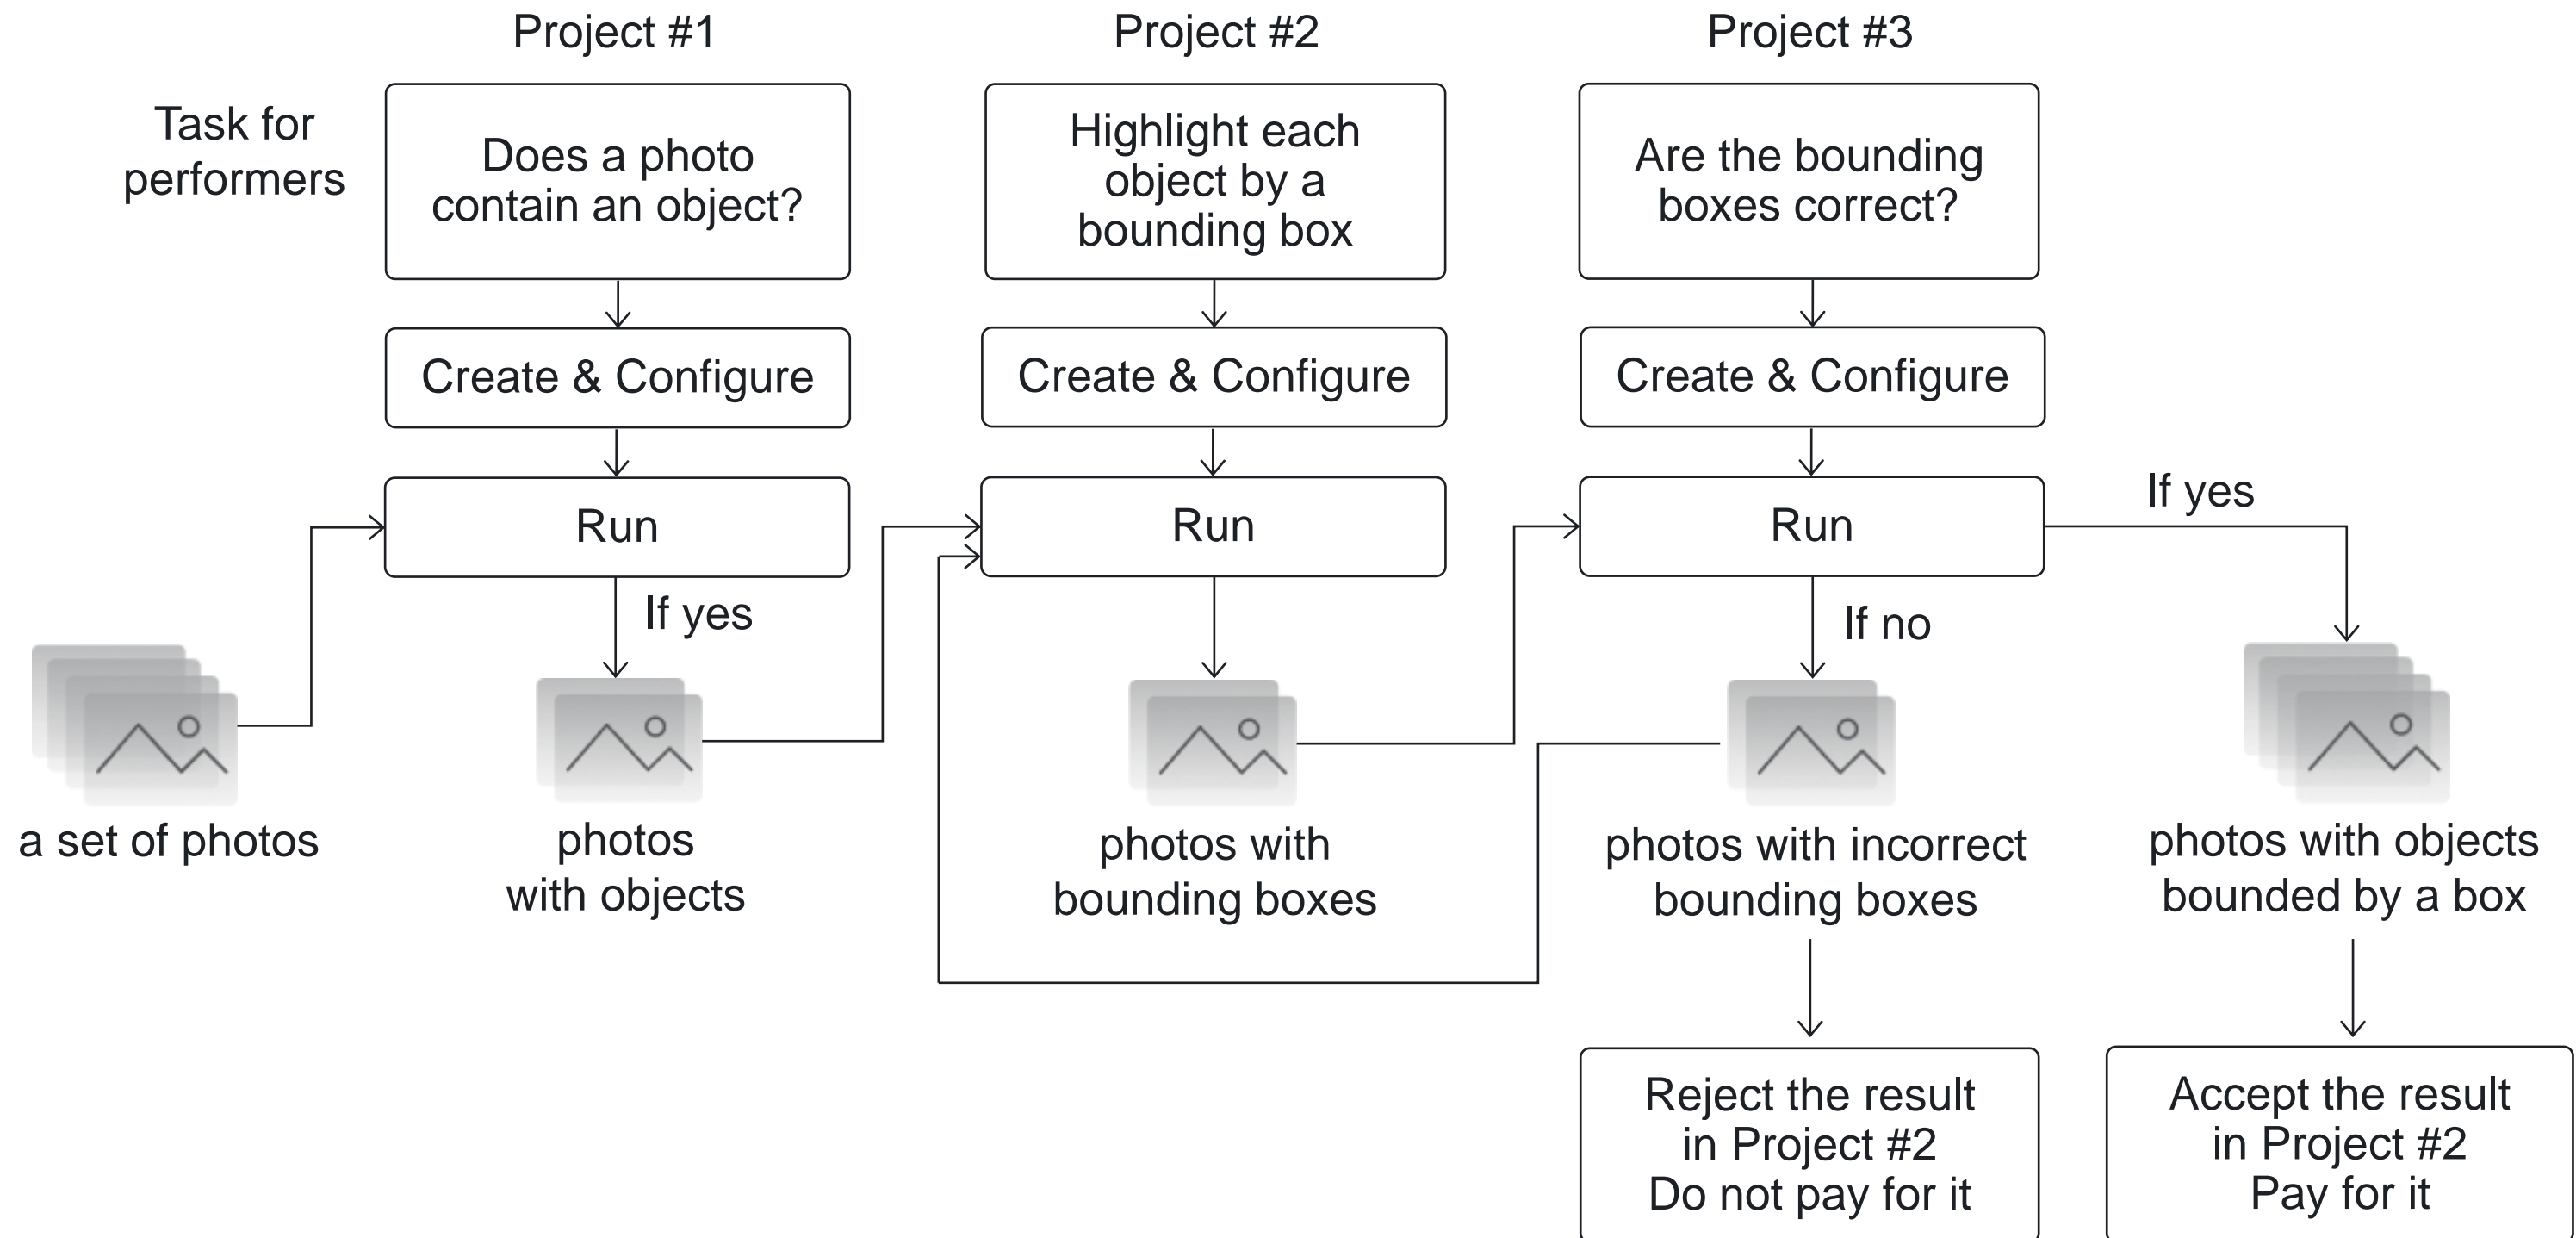 Project #1
Project #2
Project #3
Task for
performers
Does a photo
contain an object?
Highlight each
object by a
bounding box
Are the bounding
boxes correct?
Create & Configure
Create & Configure
Create & Configure
Run
Run
Run
If yes
If yes
If no
a set of photos
photos
with objects
photos with
bounding boxes
photos with incorrect
bounding boxes
photos with objects
bounded by a box
Reject the result
in Project #2
Do not pay for it
Accept the result
in Project #2
Pay for it